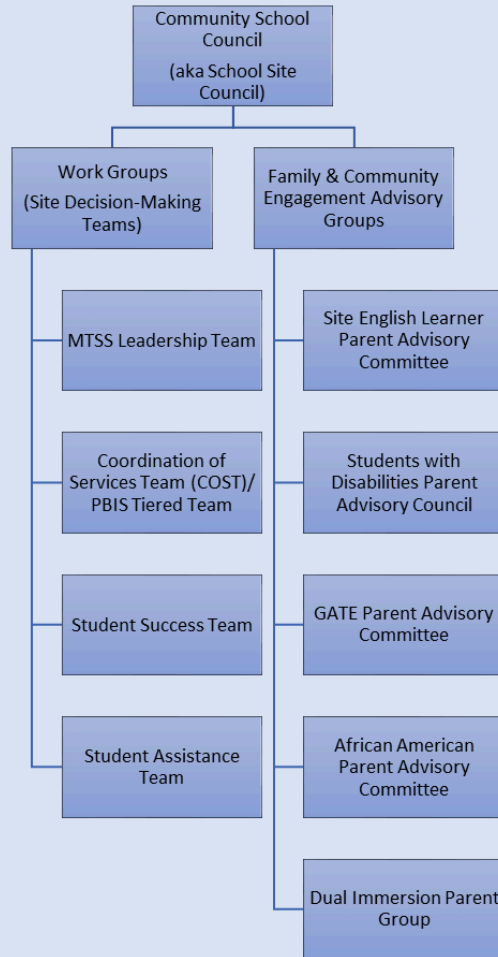 Community School
Council
(aka School Site
Council)
Work Groups
(Site Decision-Making
Teams)
Family & Community
Engagement Advisory
Groups
MTSS Leadership Team
Coordination of
Services Team (COST)/
PBIS Tiered Team
Student Success Team
Student Assistance
Team
Site English Learner
Parent Advisory
Committee
Students with
Disabilities Parent
Advisory Council
GATE Parent Advisory
Committee
African American
Parent Advisory
Committee
Dual Immersion Parent
Group